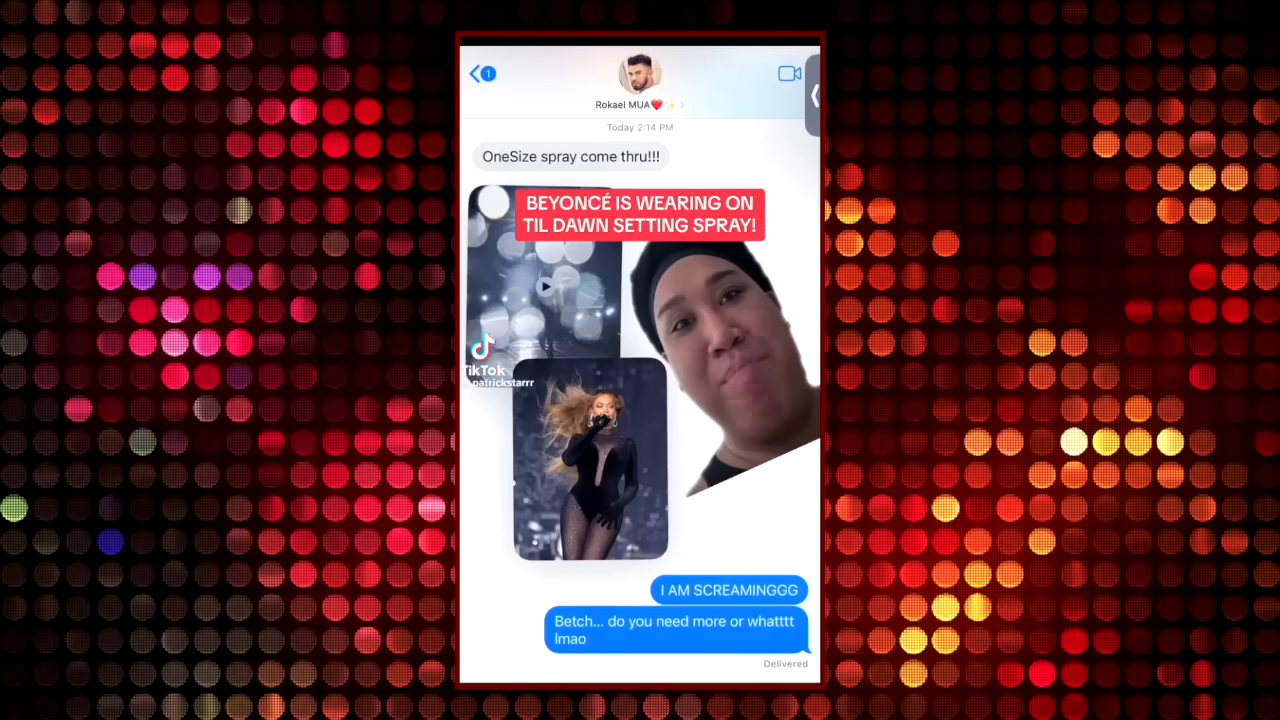 1
Rokael MUA❤️✨
Today 2:14 PM
OneSize spray come thru!!!
BEYONCÉ IS WEARING ON
TIL DAWN SETTING SPRAY!
TikTok
patrickstarrr
I AM SCREAMINGGG
Betch... do you need more or whatttt
lmao
Delivered